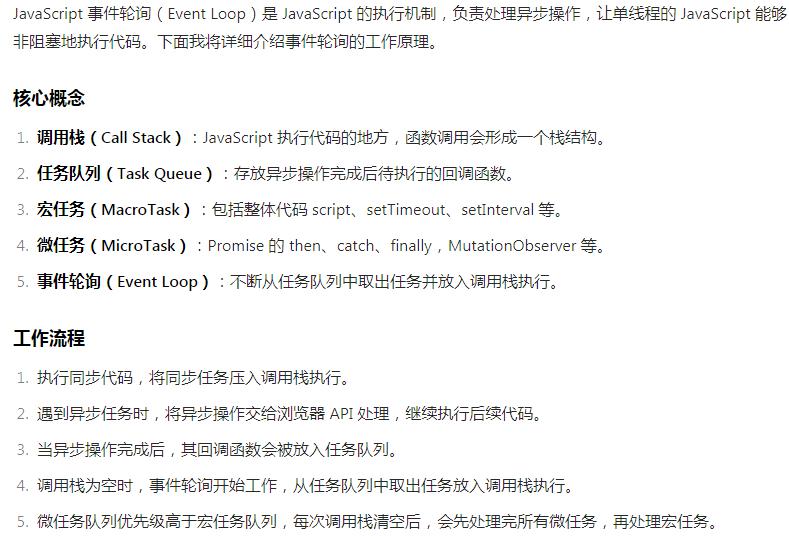 JavaScript 事件轮询（Event Loop）是 JavaScript 的执行机制，负责处理异步操作，让单线程的 JavaScript 能够
非阻塞地执行代码。下面我将详细介绍事件轮询的工作原理。
核心概念
1. 调用栈（Call Stack）：JavaScript 执行代码的地方，函数调用会形成一个栈结构。
2. 任务队列（Task Queue）：存放异步操作完成后待执行的回调函数。
3. 宏任务（MacroTask）：包括整体代码 script、setTimeout、setInterval 等。
4. 微任务（MicroTask）：Promise 的 then、catch、finally，MutationObserver 等。
5. 事件轮询（Event Loop）：不断从任务队列中取出任务并放入调用栈执行。
工作流程
1. 执行同步代码，将同步任务压入调用栈执行。
2. 遇到异步任务时，将异步操作交给浏览器 API 处理，继续执行后续代码。
3. 当异步操作完成后，其回调函数会被放入任务队列。
4. 调用栈为空时，事件轮询开始工作，从任务队列中取出任务放入调用栈执行。
5. 微任务队列优先级高于宏任务队列，每次调用栈清空后，会先处理完所有微任务，再处理宏任务。